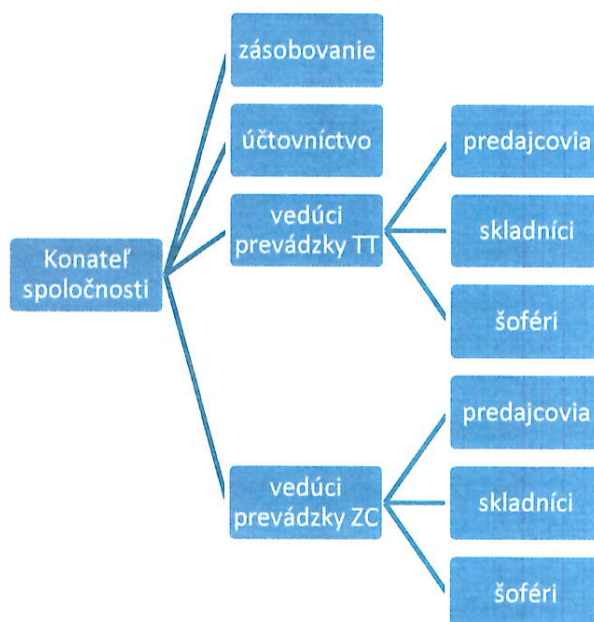 zásobovanie
účtovníctvo
Konateľ
spoločnosti
vedúci
prevádzky TT
predajcovia
skladníci
šoféri
vedúci
prevádzky ZC
predajcovia
skladníci
šoféri